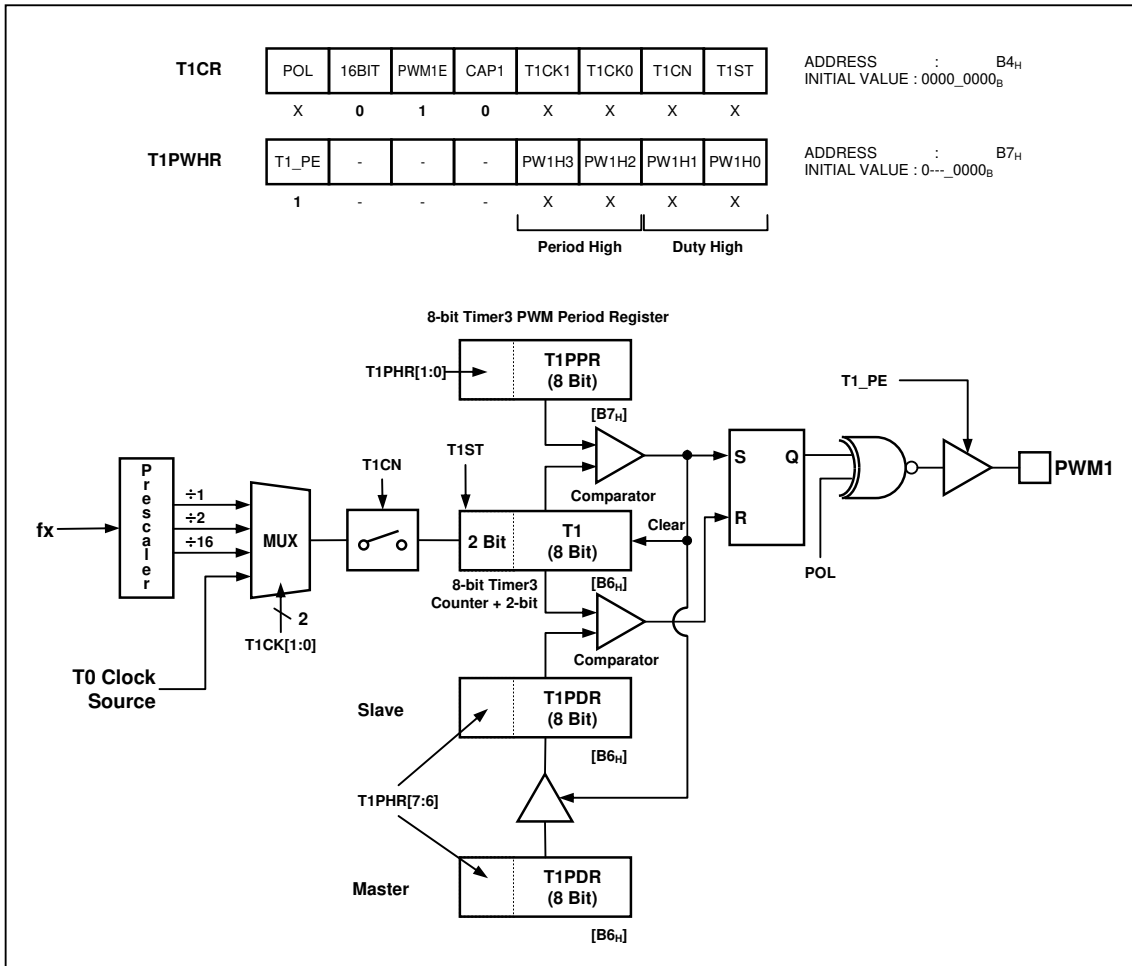 T1CR POL 16BIT PWM1E CAP1 T1CK1 T1CK0 T1CN T1ST ADDRESS : B4H
INITIAL VALUE : 0000_0000B
X 0 1 0 X X X X
T1PWHR T1_PE - - - PW1H3 PW1H2 PW1H1 PW1H0 ADDRESS : B7H
INITIAL VALUE : 0---_0000B
1 - - - X X X X
Period High Duty High
8-bit Timer3 PWM Period Register
T1PHR[1:0]
T1PPR
(8 Bit)
[B7H]
T1_PE
T1CN
T1ST
Comparator
S Q
R
PWM1
POL
fx
Prescaler
÷1
÷2
÷16
MUX
2
T1CK[1:0]
T0 Clock
Source
2 Bit
T1
(8 Bit)
Clear
[B6H]
8-bit Timer3
Counter + 2-bit
Comparator
Slave
T1PDR
(8 Bit)
[B6H]
T1PHR[7:6]
Master
T1PDR
(8 Bit)
[B6H]